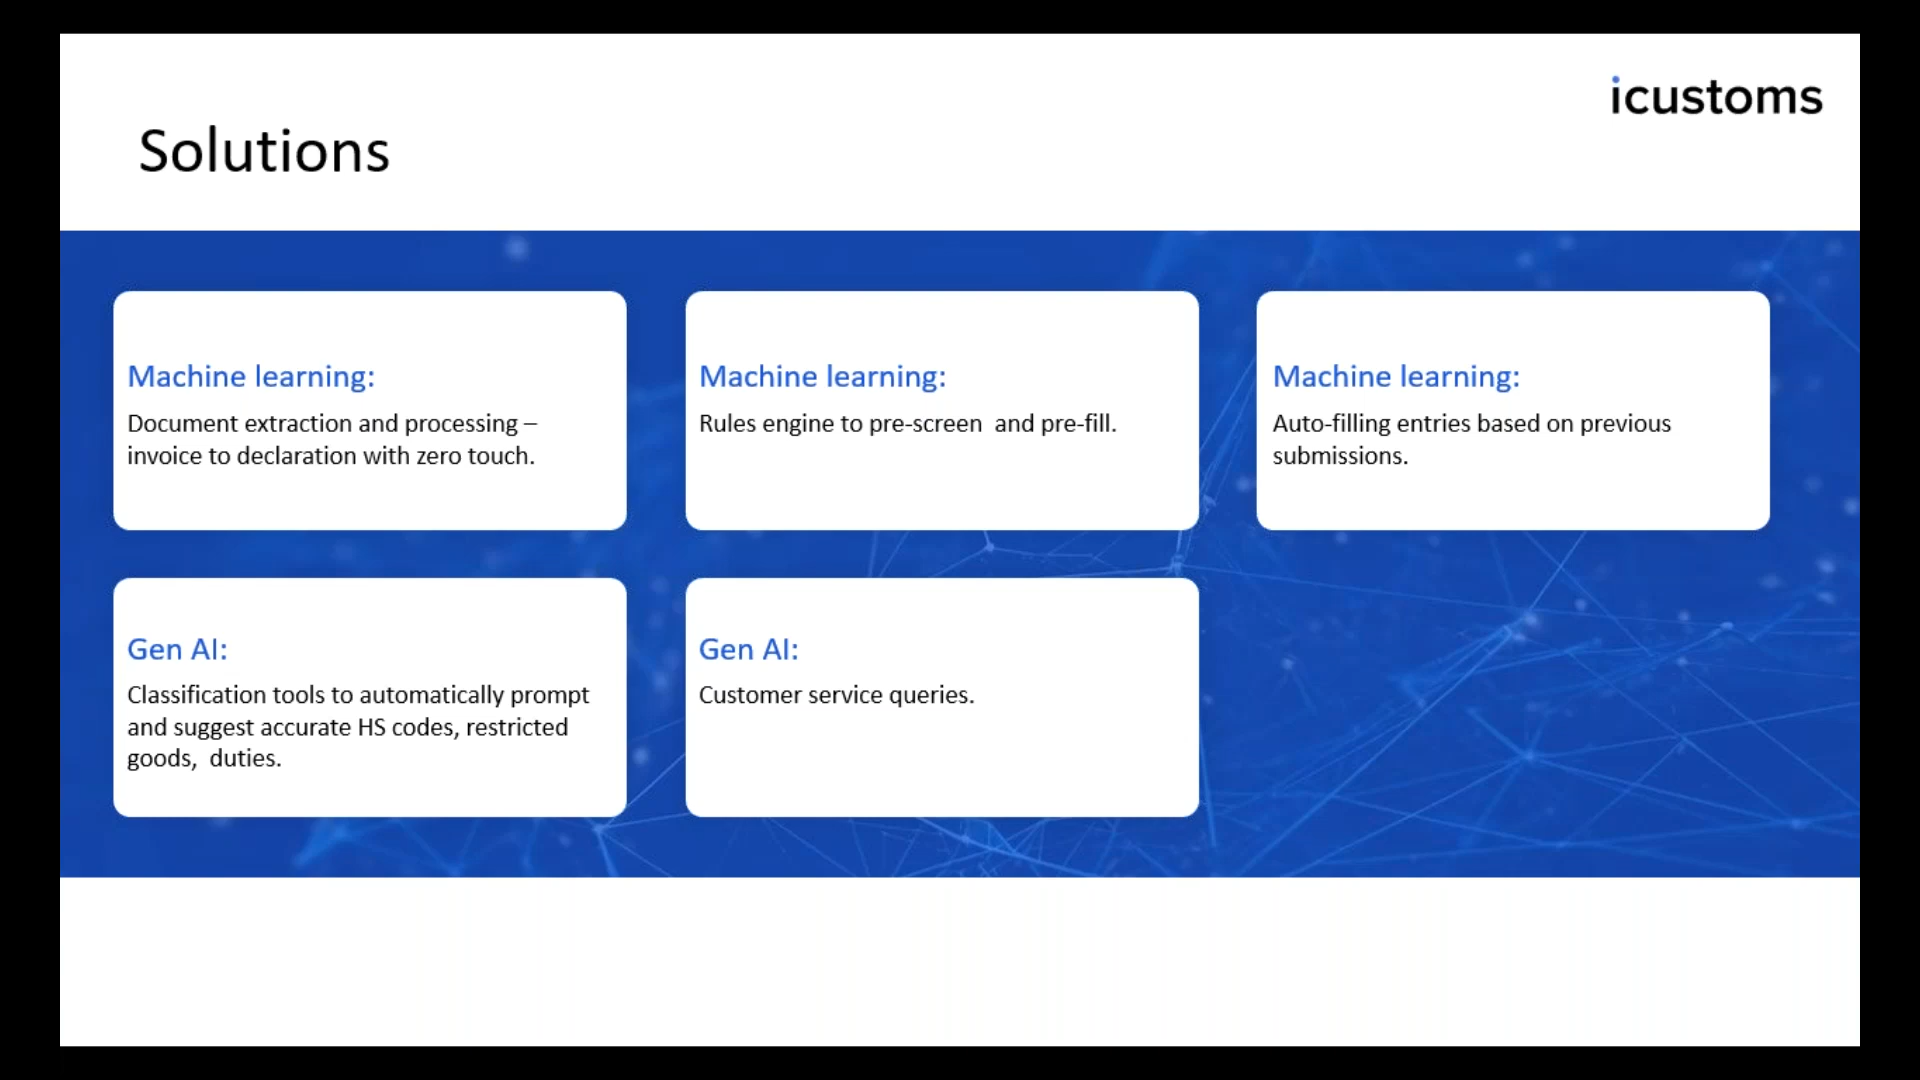 icustoms
Solutions
Machine learning:
Document extraction and processing –
invoice to declaration with zero touch.
Machine learning:
Rules engine to pre-screen  and pre-fill.
Machine learning:
Auto-filling entries based on previous
submissions.
Gen AI:
Classification tools to automatically prompt
and suggest accurate HS codes, restricted
goods,  duties.
Gen AI:
Customer service queries.